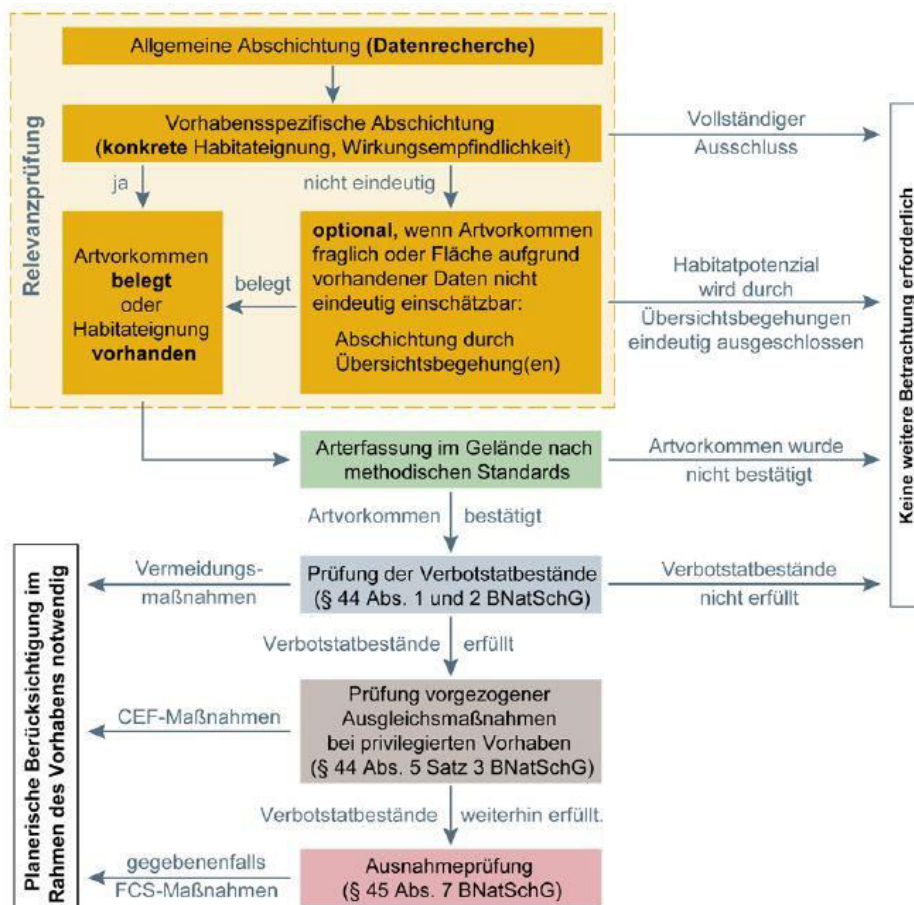 Allgemeine Abschichtung (Datenrecherche)
Relevanzprüfung
Vorhabensspezifische Abschichtung
(konkrete Habitateignung, Wirkungsempfindlichkeit)
Vollständiger
Ausschluss
ja
nicht eindeutig
Artvorkommen
belegt
oder
Habitateignung
vorhanden
belegt
optional, wenn Artvorkommen
fraglich oder Fläche aufgrund
vorhandener Daten nicht
eindeutig einschätzbar:
Abschichtung durch
Übersichtsbegehung(en)
Habitatpotenzial
wird durch
Übersichtsbegehungen
eindeutig ausgeschlossen
Keine weitere Betrachtung erforderlich
Arterfassung im Gelände nach
methodischen Standards
Artvorkommen wurde
nicht bestätigt
Artvorkommen bestätigt
Planerische Berücksichtigung im
Rahmen des Vorhabens notwendig
Vermeidungs-
maßnahmen
Prüfung der Verbotstatbestände
(§ 44 Abs. 1 und 2 BNatSchG)
Verbotstatbestände
nicht erfüllt
Verbotstatbestände erfüllt
CEF-Maßnahmen
Prüfung vorgezogener
Ausgleichsmaßnahmen
bei privilegierten Vorhaben
(§ 44 Abs. 5 Satz 3 BNatSchG)
Verbotstatbestände weiterhin erfüllt.
gegebenenfalls
FCS-Maßnahmen
Ausnahmeprüfung
(§ 45 Abs. 7 BNatSchG)